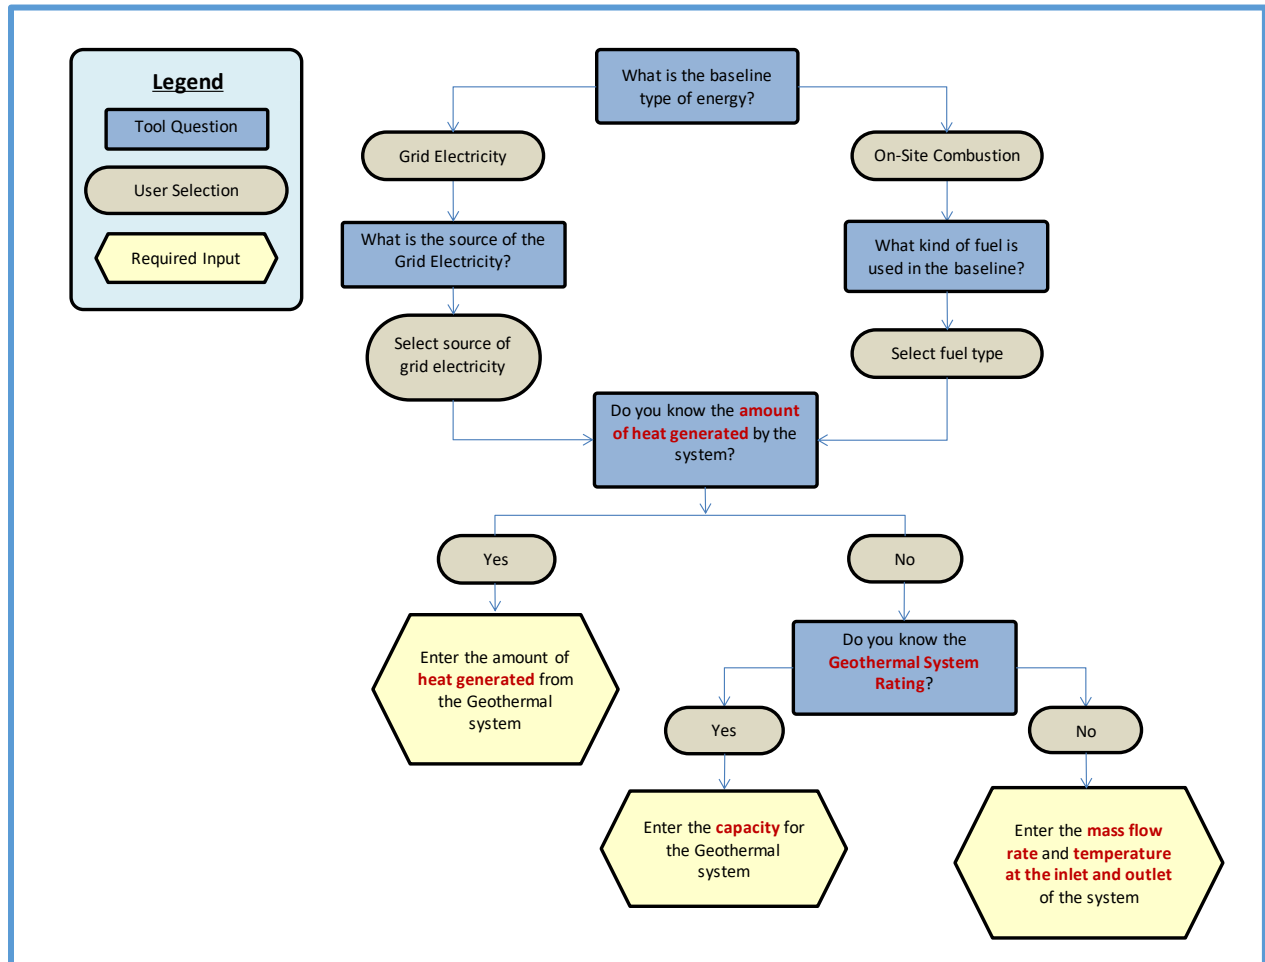 Legend
Tool Question
User Selection
Required Input
What is the baseline
type of energy?
Grid Electricity
On-Site Combustion
What is the source of the
Grid Electricity?
What kind of fuel is
used in the baseline?
Select source of
grid electricity
Select fuel type
Do you know the amount
of heat generated by the
system?
Yes
No
Enter the amount of
heat generated from
the Geothermal
system
Do you know the
Geothermal System
Rating?
Yes
No
Enter the capacity for
the Geothermal
system
Enter the mass flow
rate and temperature
at the inlet and outlet
of the system